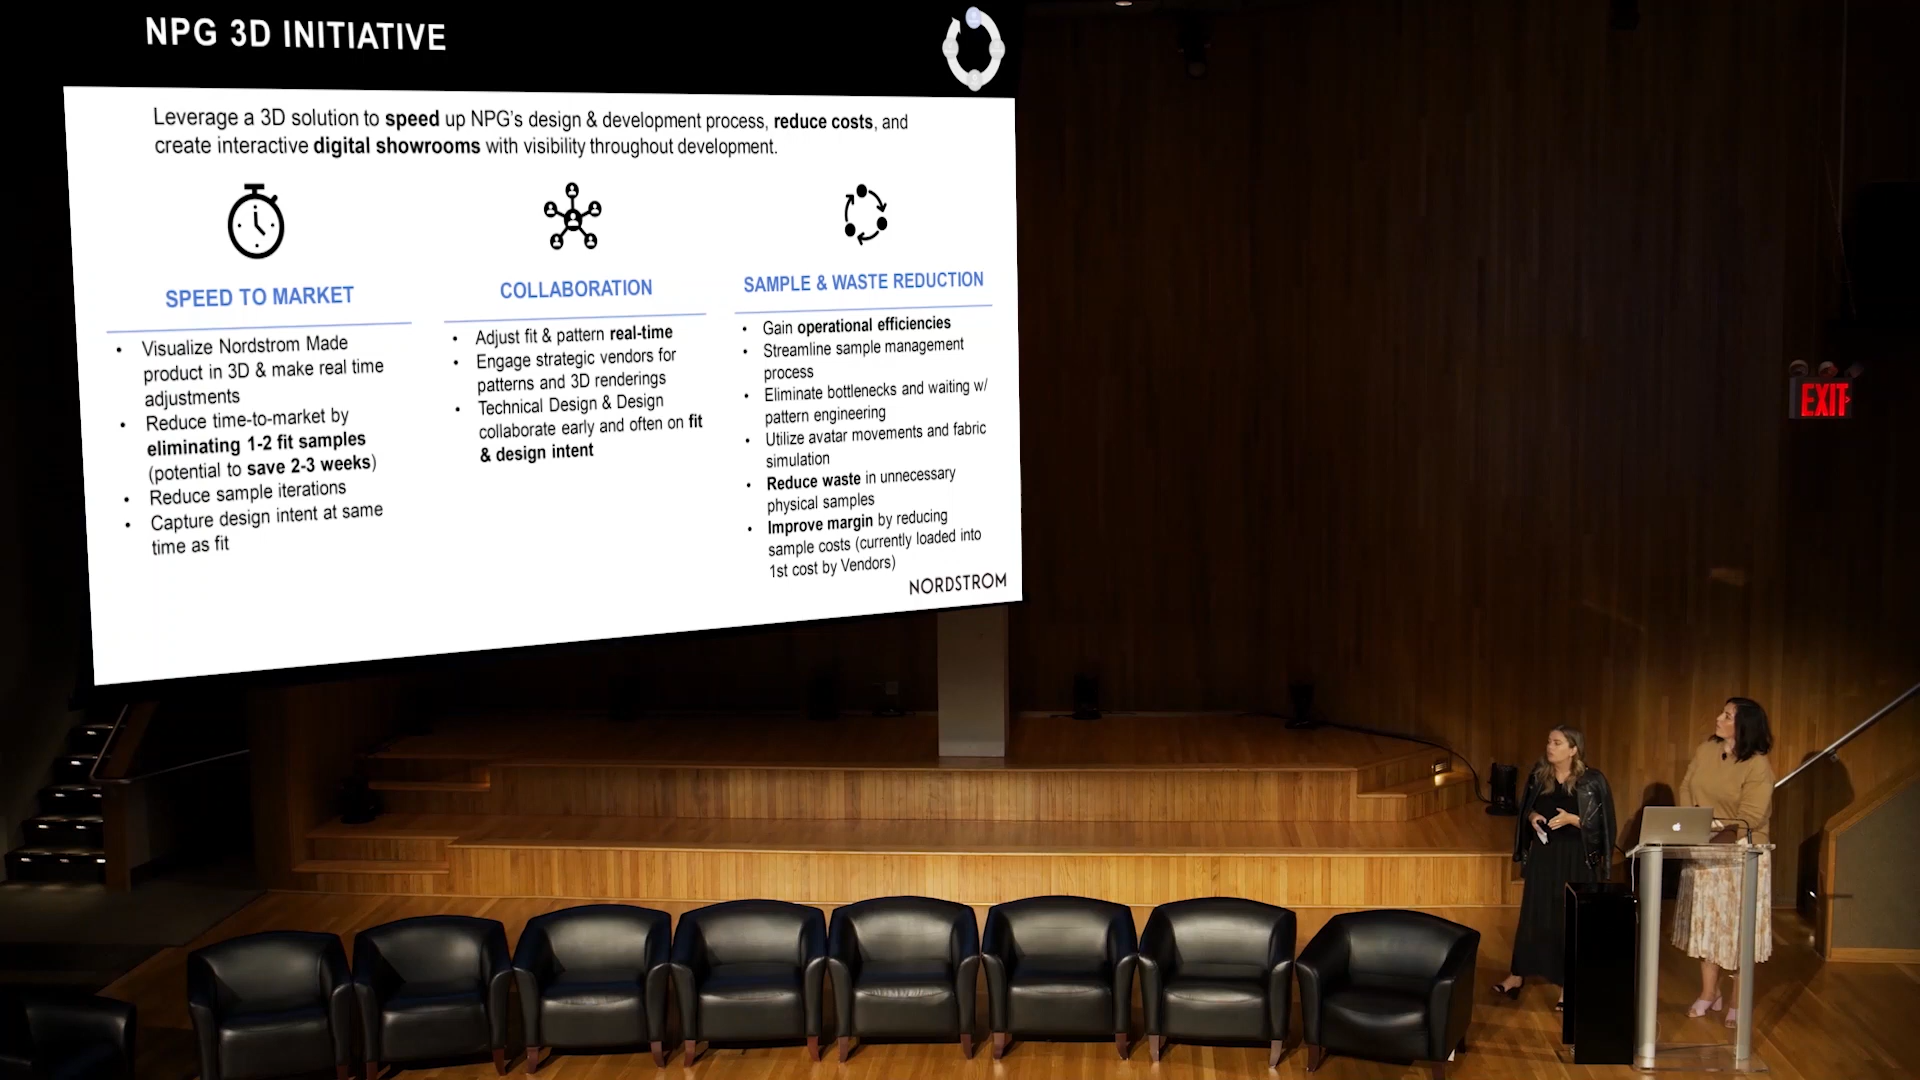 NPG 3D INITIATIVE
Leverage a 3D solution to speed up NPG's design & development process, reduce costs, and
create interactive digital showrooms with visibility throughout development.
SPEED TO MARKET
• Visualize Nordstrom Made
product in 3D & make real time
adjustments
• Reduce time-to-market by
eliminating 1-2 fit samples
(potential to save 2-3 weeks)
• Reduce sample iterations
• Capture design intent at same
time as fit
COLLABORATION
• Adjust fit & pattern real-time
• Engage strategic vendors for
patterns and 3D renderings
• Technical Design & Design
collaborate early and often on fit
& design intent
SAMPLE & WASTE REDUCTION
• Gain operational efficiencies
• Streamline sample management
process
• Eliminate bottlenecks and waiting w/
pattern engineering
• Utilize avatar movements and fabric
simulation
• Reduce waste in unnecessary
physical samples
• Improve margin by reducing
sample costs (currently loaded into
1st cost by Vendors)
NORDSTROM
EXIT